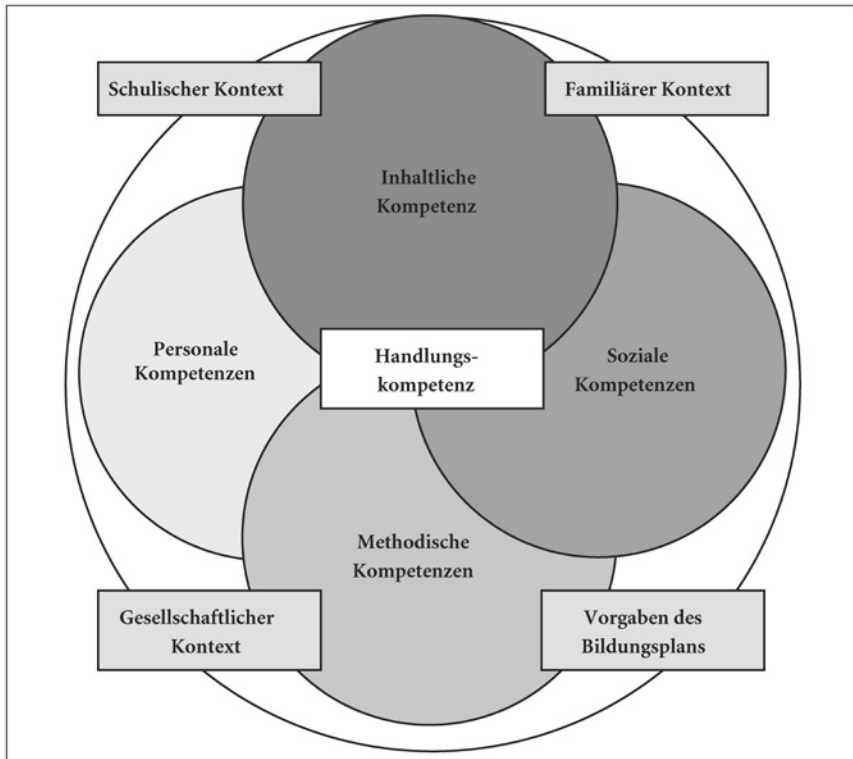 Schulischer Kontext
Familiärer Kontext
Inhaltliche
Kompetenz
Personale
Kompetenzen
Handlungs-
kompetenz
Soziale
Kompetenzen
Methodische
Kompetenzen
Gesellschaftlicher
Kontext
Vorgaben des
Bildungsplans